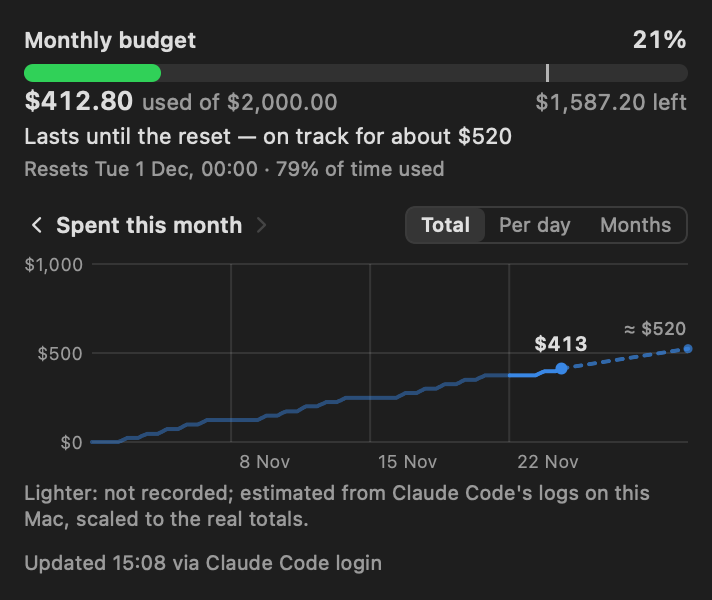 Monthly budget 21%
$412.80 used of $2,000.00 $1,587.20 left
Lasts until the reset — on track for about $520
Resets Tue 1 Dec, 00:00 · 79% of time used
Spent this month Total Per day Months
$1,000
≈ $520
$413
$500
$0
8 Nov 15 Nov 22 Nov
Lighter: not recorded; estimated from Claude Code's logs on this
Mac, scaled to the real totals.
Updated 15:08 via Claude Code login